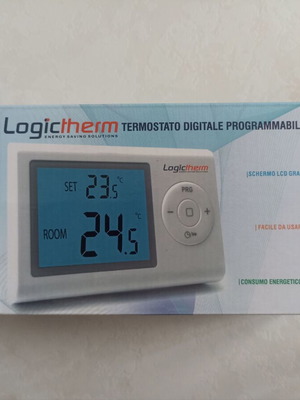 Logictherm
ENERGY SAVING SOLUTIONS
TERMOSTATO DIGITALE PROGRAMMABIL
|SCHERMO LCD GRA
|FACILE DA USAR
|CONSUMO ENERGETICO
Logictherm
SET 23.5 °C
ROOM 24.5 °C
PRG
- +